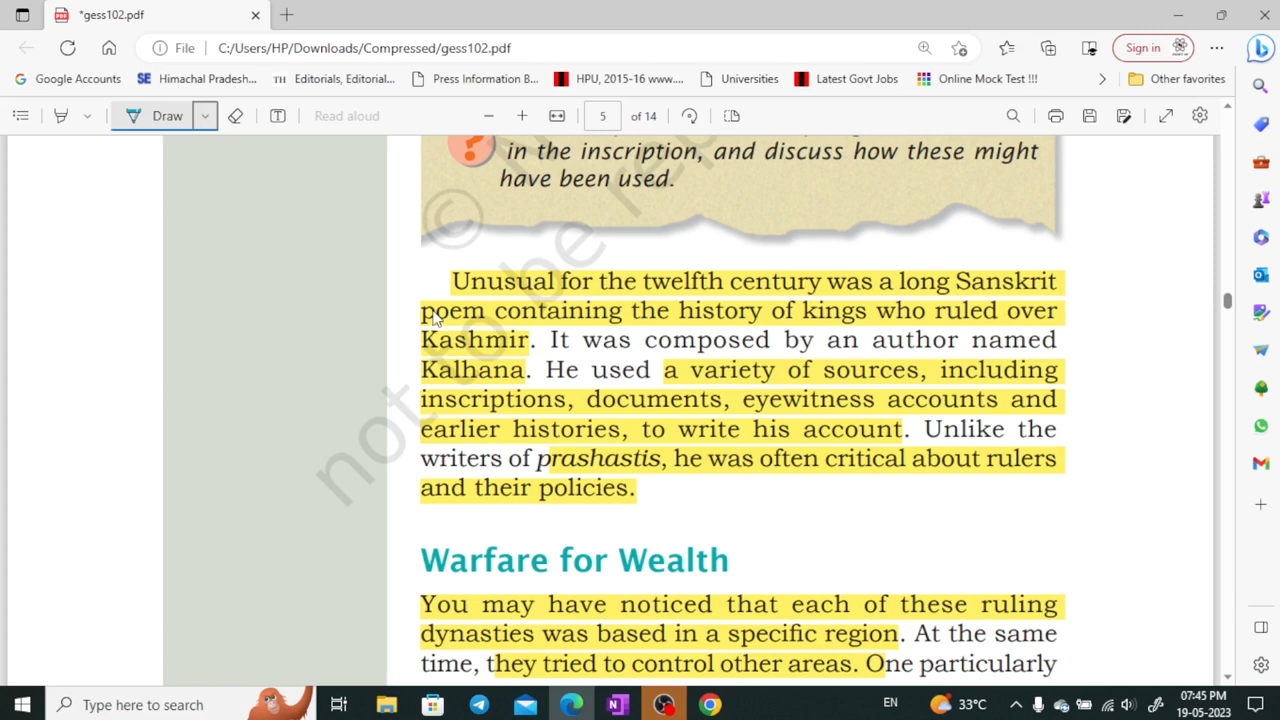 *gess102.pdf
File C:/Users/HP/Downloads/Compressed/gess102.pdf Sign in
Google Accounts SE Himachal Pradesh... TH Editorials, Editorial... Press Information B... HPU, 2015-16 www.... Universities Latest Govt Jobs Online Mock Test !!! Other favorites
Draw Read aloud 5 of 14
in the inscription, and discuss how these might
have been used.
Unusual for the twelfth century was a long Sanskrit
poem containing the history of kings who ruled over
Kashmir. It was composed by an author named
Kalhana. He used a variety of sources, including
inscriptions, documents, eyewitness accounts and
earlier histories, to write his account. Unlike the
writers of prashastis, he was often critical about rulers
and their policies.
Warfare for Wealth
You may have noticed that each of these ruling
dynasties was based in a specific region. At the same
time, they tried to control other areas. One particularly
not to be
Type here to search EN 33°C 07:45 PM
19-05-2023